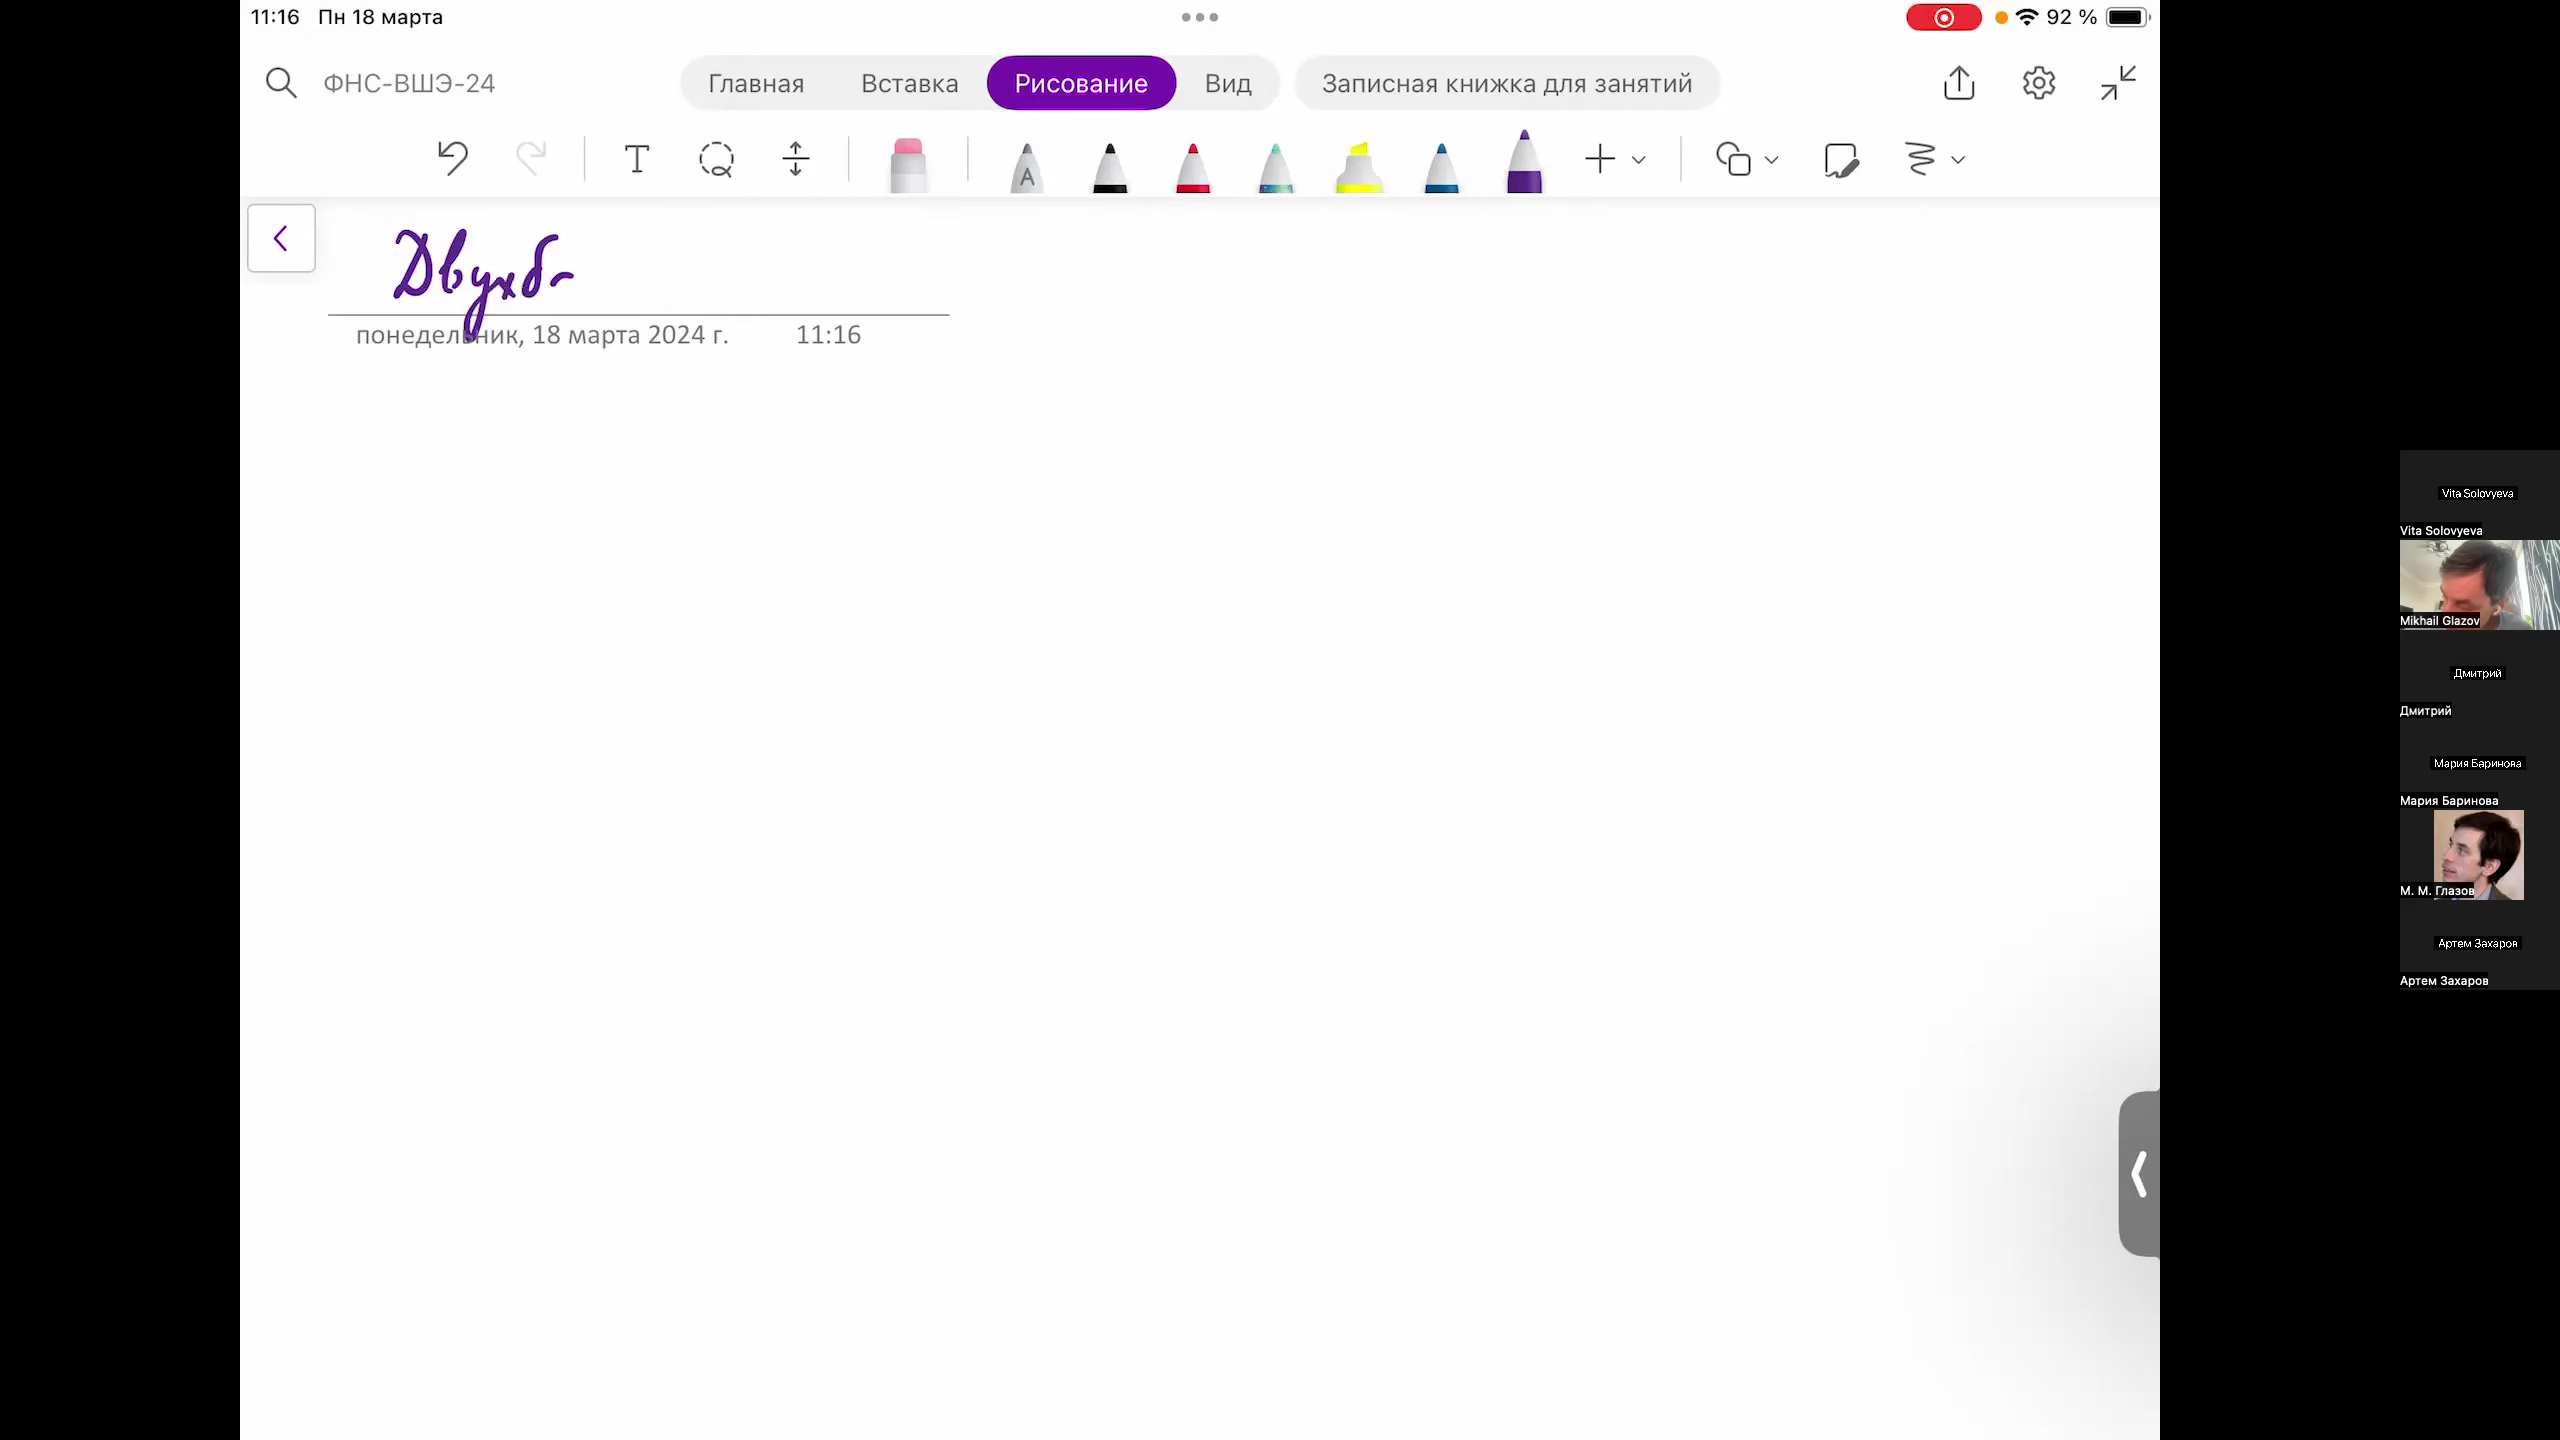 11:16 Пн 18 марта 92 %
ФНС-ВШЭ-24 Главная Вставка Рисование Вид Записная книжка для занятий
T A
Двухб
понедельник, 18 марта 2024 г. 11:16
Vita Solovyeva
Vita Solovyeva
Mikhail Glazov
Дмитрий
Дмитрий
Мария Баринова
Мария Баринова
М. М. Глазов
Артем Захаров
Артем Захаров